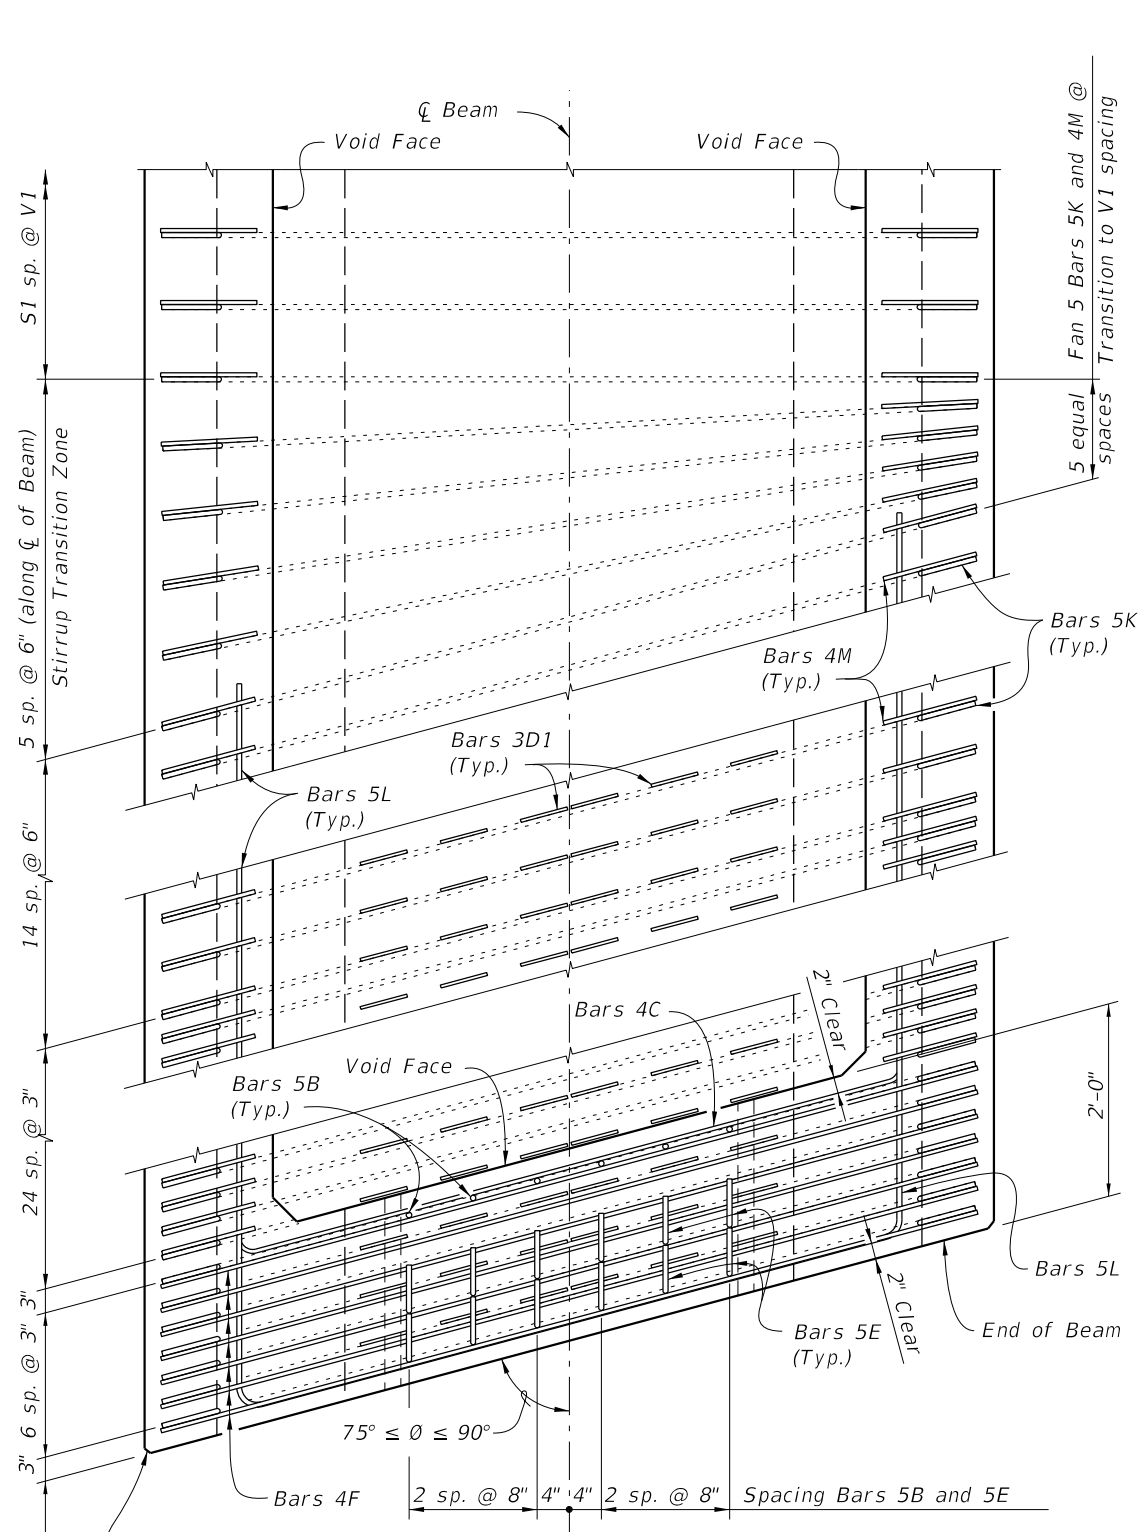 ℄ Beam
Void Face
Void Face
S1 sp. @ V1
Fan 5 Bars 5K and 4M @
Transition to V1 spacing
5 equal
spaces
5 sp. @ 6" (along ℄ of Beam)
Stirrup Transition Zone
Bars 5K
(Typ.)
Bars 4M
(Typ.)
Bars 3D1
(Typ.)
Bars 5L
(Typ.)
14 sp. @ 6"
2" Clear
Bars 4C
Void Face
Bars 5B
(Typ.)
2'-0"
24 sp. @ 3"
Bars 5L
2" Clear
End of Beam
Bars 5E
(Typ.)
3"
6 sp. @ 3"
3"
75° ≤ Ø ≤ 90°
Bars 4F
2 sp. @ 8" 4" 4" 2 sp. @ 8" Spacing Bars 5B and 5E